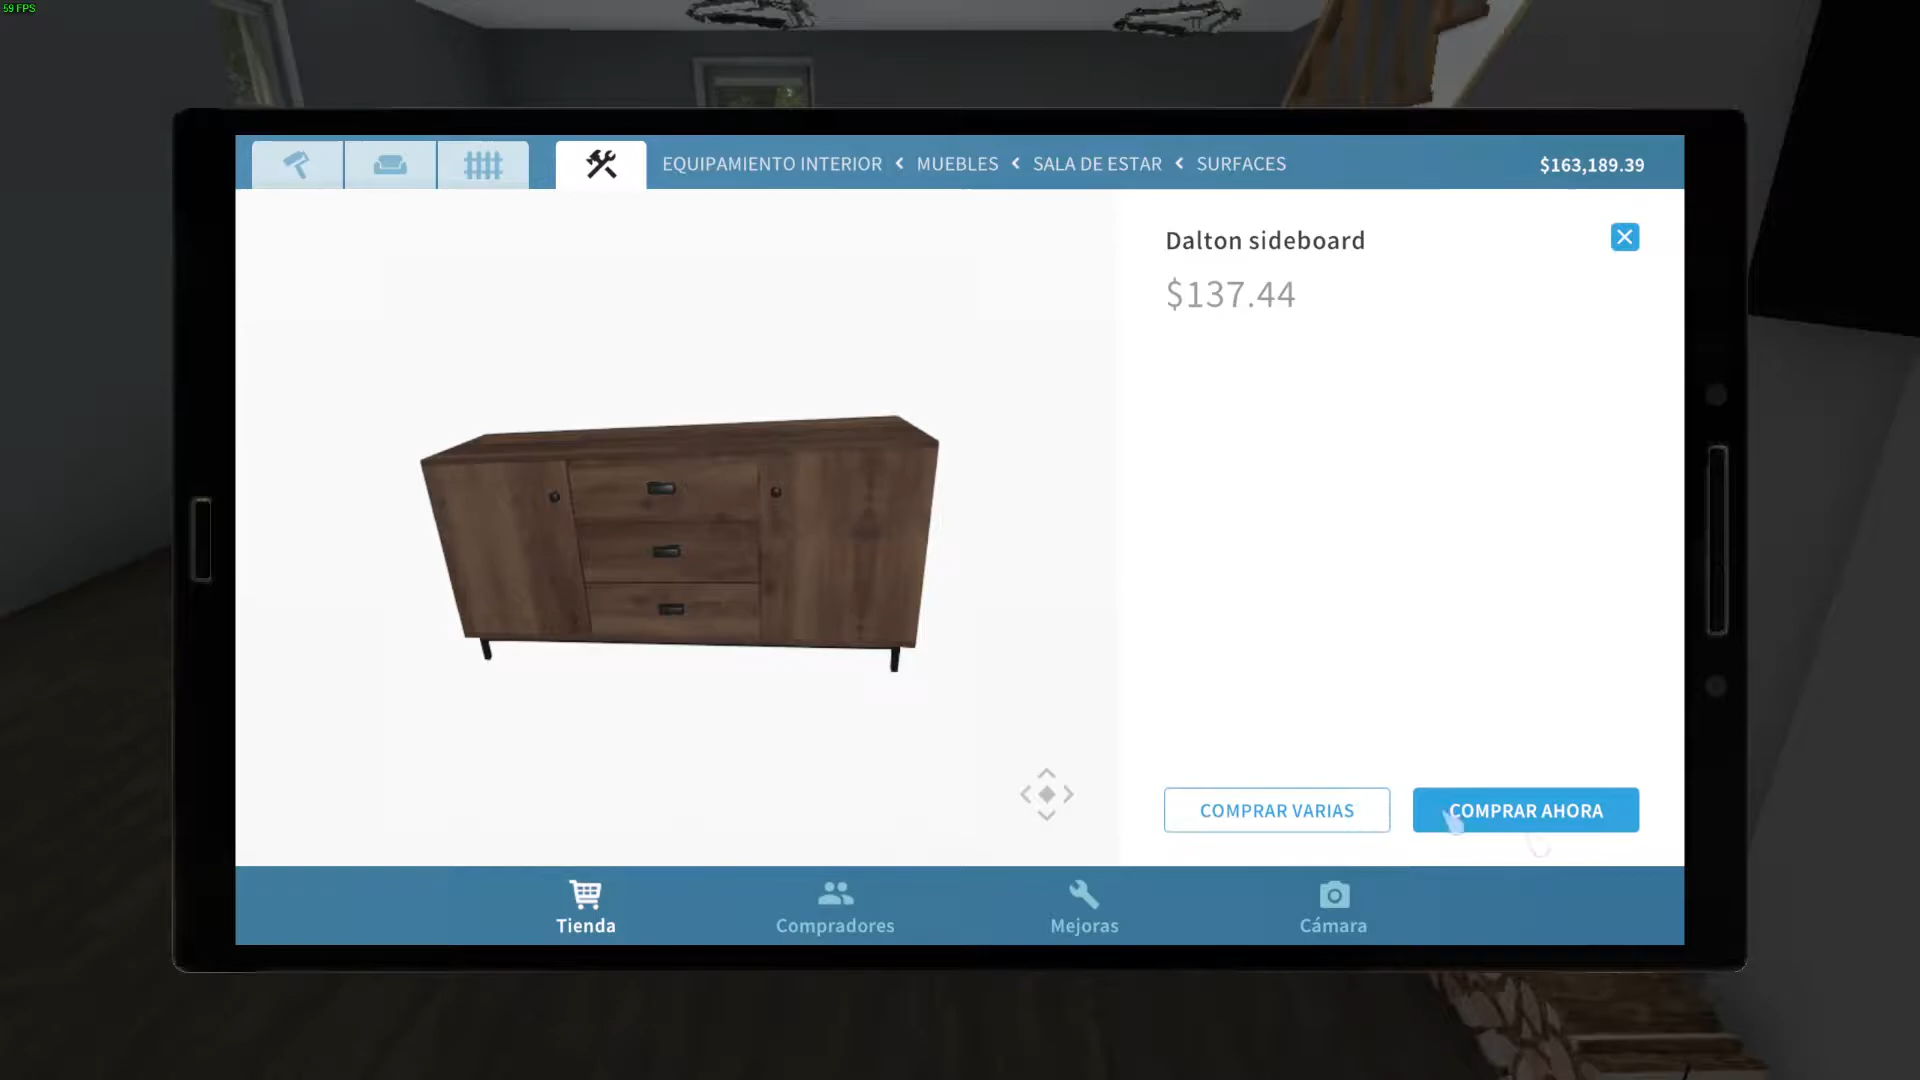 59 FPS
EQUIPAMIENTO INTERIOR < MUEBLES < SALA DE ESTAR < SURFACES
$163,189.39
Dalton sideboard
$137.44
COMPRAR VARIAS
COMPRAR AHORA
Tienda
Compradores
Mejoras
Cámara